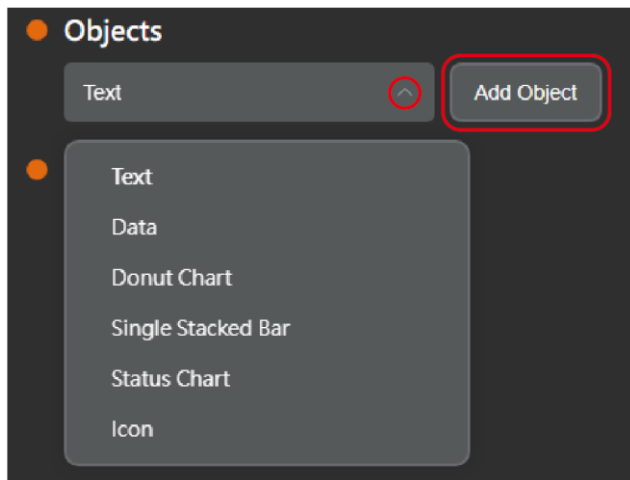 Objects
Text
Add Object
Text
Data
Donut Chart
Single Stacked Bar
Status Chart
Icon